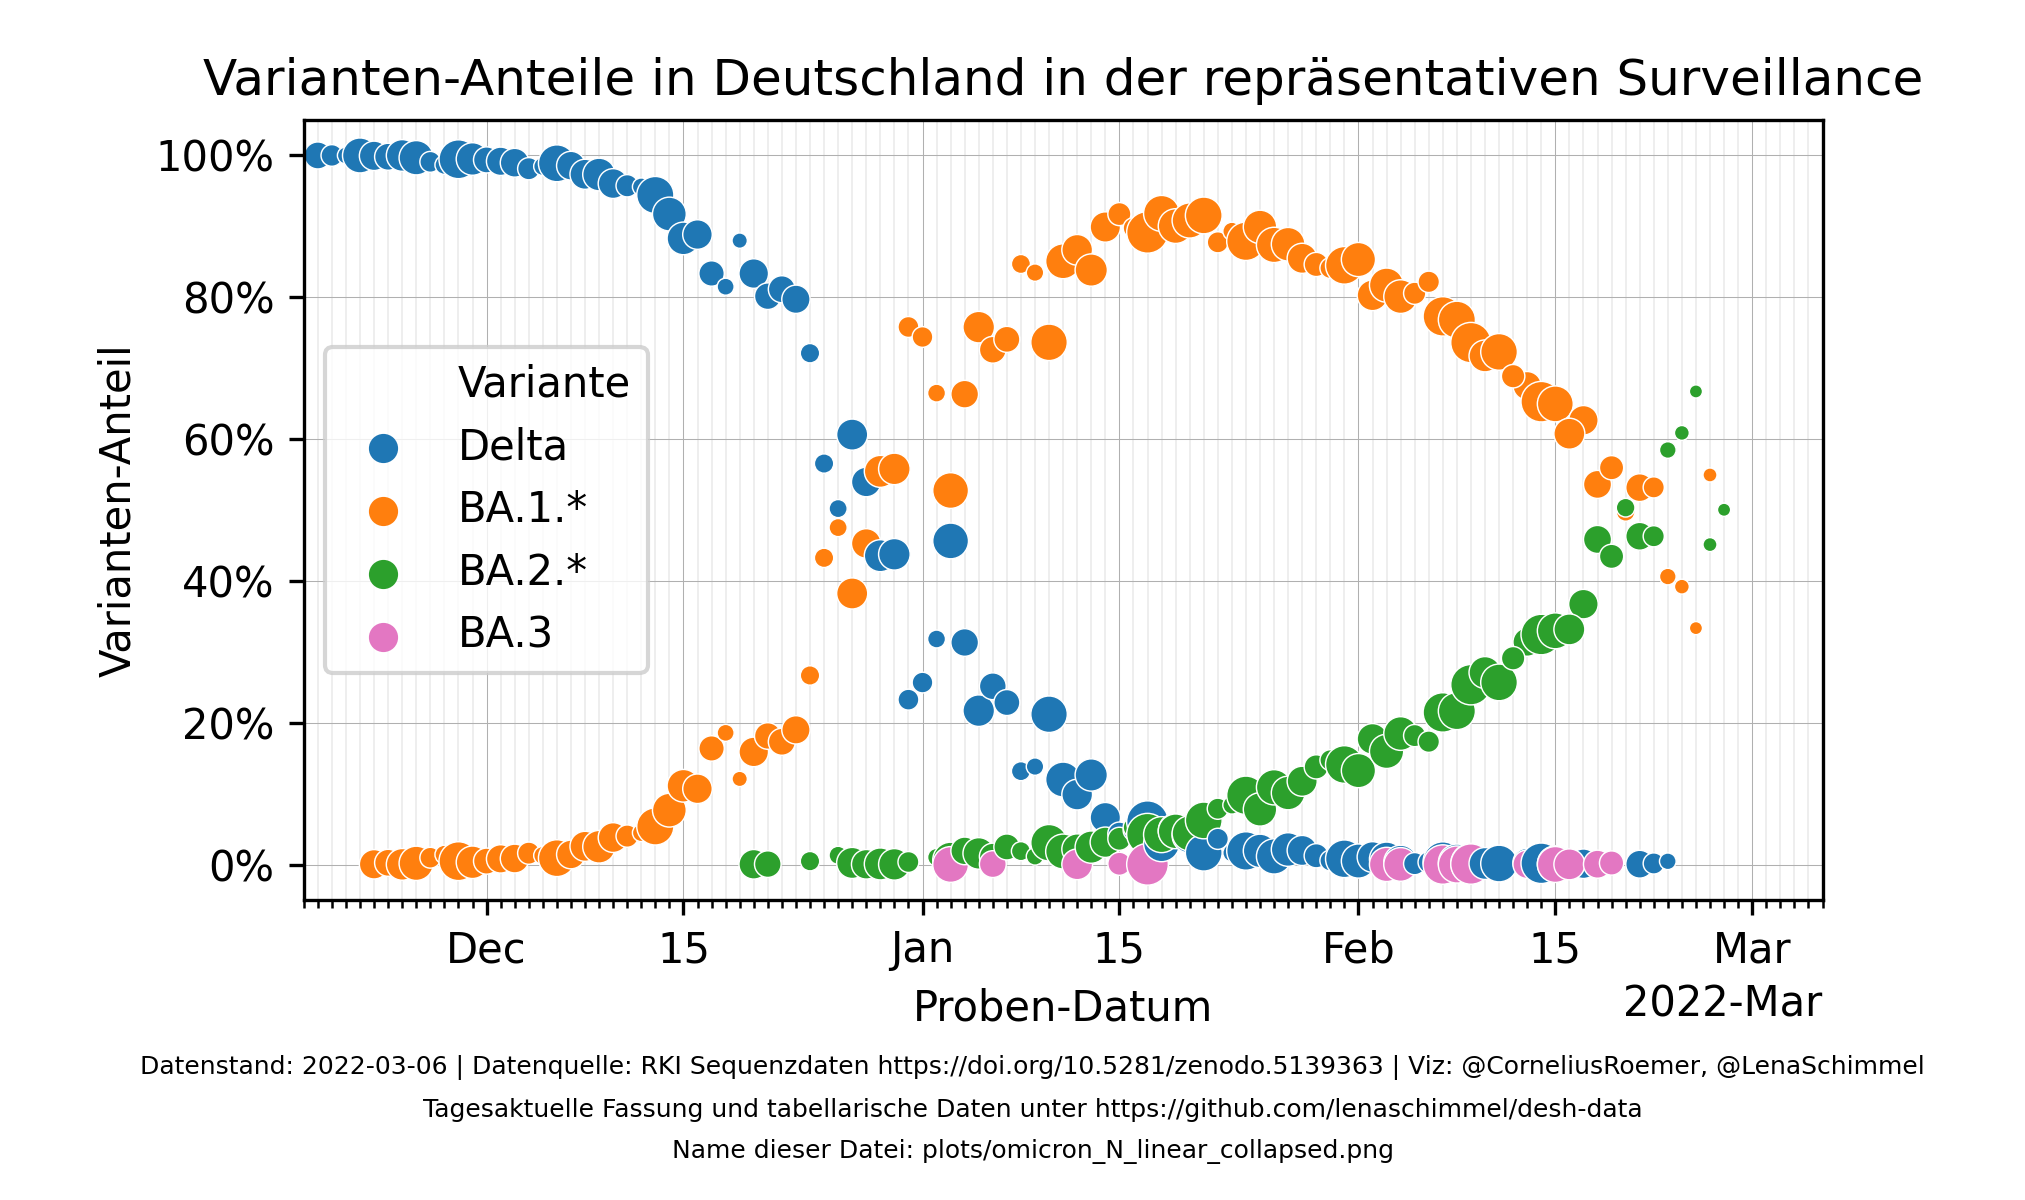 Varianten-Anteile in Deutschland in der repräsentativen Surveillance
Varianten-Anteil
100%
80%
60%
40%
20%
0%
Variante
Delta
BA.1.*
BA.2.*
BA.3
Dec 15 Jan 15 Feb 15 Mar
Proben-Datum
2022-Mar
Datenstand: 2022-03-06 | Datenquelle: RKI Sequenzdaten https://doi.org/10.5281/zenodo.5139363 | Viz: @CorneliusRoemer, @LenaSchimmel
Tagesaktuelle Fassung und tabellarische Daten unter https://github.com/lenaschimmel/desh-data
Name dieser Datei: plots/omicron_N_linear_collapsed.png